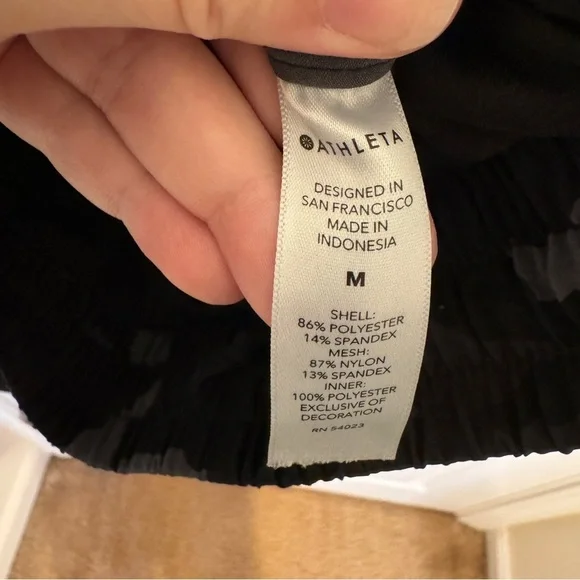 ATHLETA
DESIGNED IN
SAN FRANCISCO
MADE IN
INDONESIA
M
SHELL:
86% POLYESTER
14% SPANDEX
MESH:
87% NYLON
13% SPANDEX
INNER:
100% POLYESTER
EXCLUSIVE OF
DECORATION
RN 54023